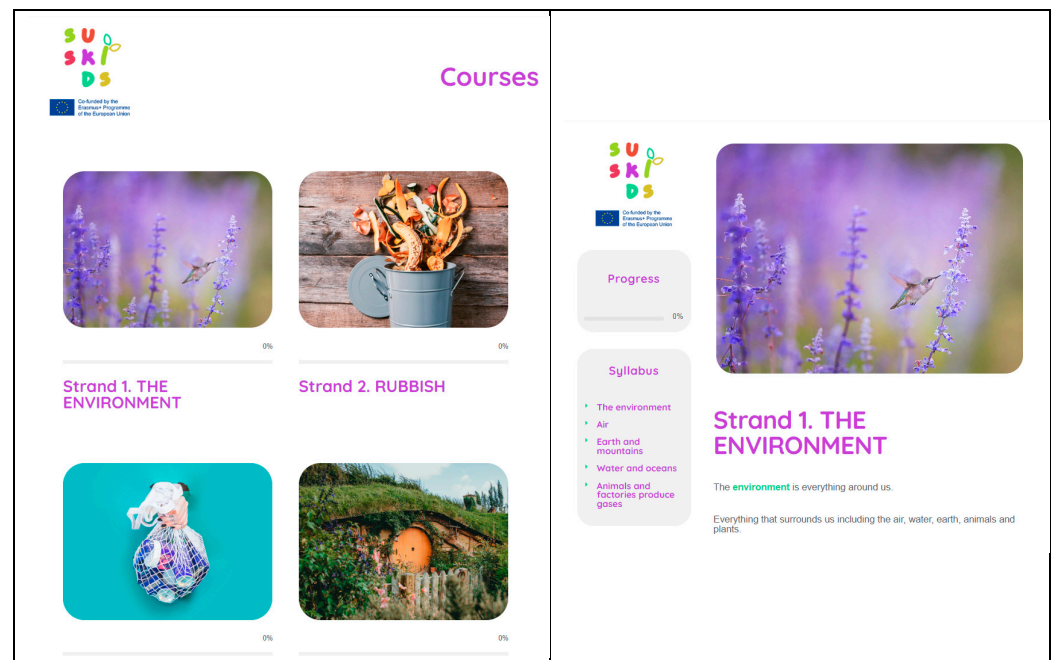 SU
SKI
DS
Co-funded by the
Erasmus+ Programme
of the European Union
Courses
0%
0%
Strand 1. THE
ENVIRONMENT
Strand 2. RUBBISH
0%
0%
SU
SKI
DS
Co-funded by the
Erasmus+ Programme
of the European Union
Progress
0%
Syllabus
The environment
Air
Earth and
mountains
Water and oceans
Animals and
factories produce
gases
Strand 1. THE
ENVIRONMENT
The environment is everything around us.
Everything that surrounds us including the air, water, earth, animals and
plants.